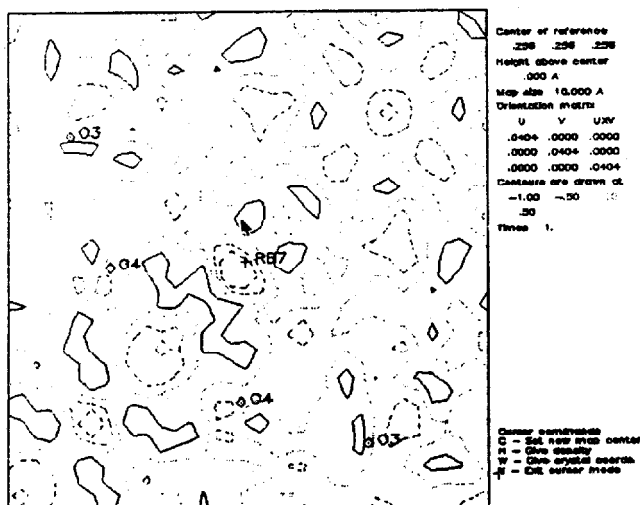 Center of reference
.256 .256 .256
Height above center
.000 A
Map size 10.000 A
Orientation matrix
U V UXV
.0404 .0000 .0000
.0000 .0404 .0000
.0000 .0000 .0404
Contours are drawn at
-1.00 -.50
.50
Times 1.
O3
O4
RB7
O4
O3
Cursor commands
C - Set new map center
H - Give density
W - Give crystal coords
- Exit cursor mode